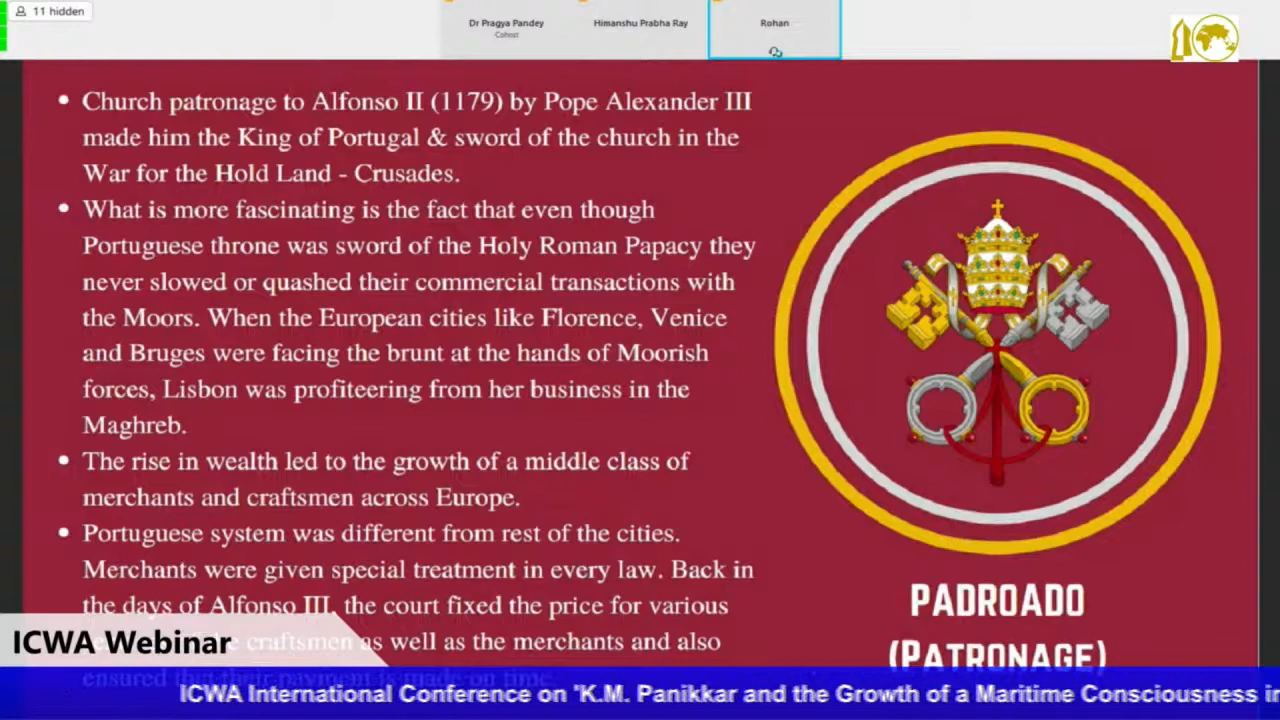 11 hidden
Dr Pragya Pandey
Cohost
Himanshu Prabha Ray
Rohan
• Church patronage to Alfonso II (1179) by Pope Alexander III
made him the King of Portugal & sword of the church in the
War for the Hold Land - Crusades.
• What is more fascinating is the fact that even though
Portuguese throne was sword of the Holy Roman Papacy they
never slowed or quashed their commercial transactions with
the Moors. When the European cities like Florence, Venice
and Bruges were facing the brunt at the hands of Moorish
forces, Lisbon was profiteering from her business in the
Maghreb.
• The rise in wealth led to the growth of a middle class of
merchants and craftsmen across Europe.
• Portuguese system was different from rest of the cities.
Merchants were given special treatment in every law. Back in
the days of Alfonso III, the court fixed the price for various
craftsmen as well as the merchants and also
ensured that their payment is made on time.
PADROADO
(PATRONAGE)
ICWA Webinar
ICWA International Conference on 'K.M. Panikkar and the Growth of a Maritime Consciousness in